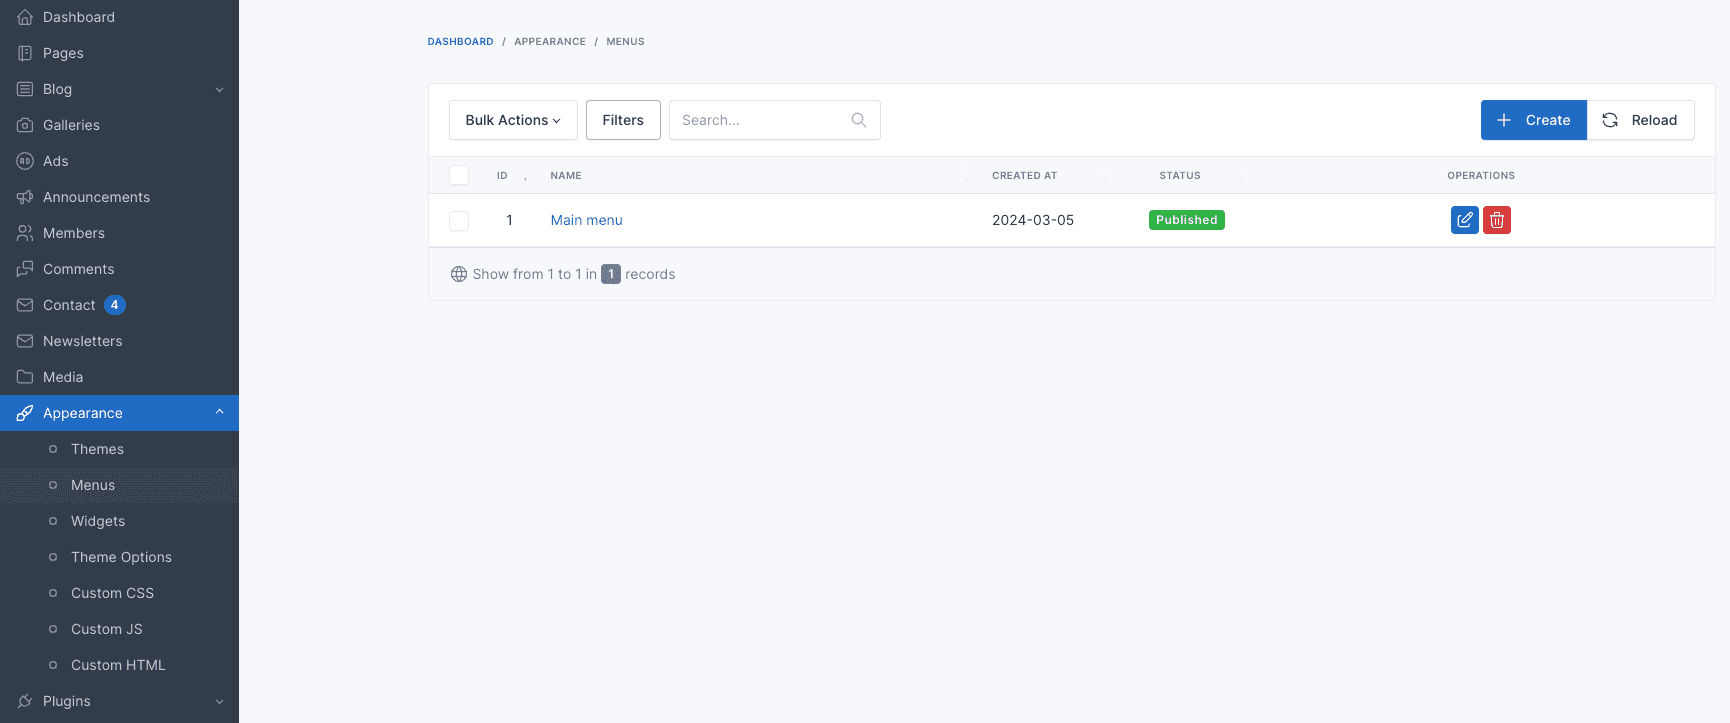 Dashboard
Pages
Blog
Galleries
AD Ads
Announcements
Members
Comments
Contact 4
Newsletters
Media
Appearance
Themes
Menus
Widgets
Theme Options
Custom CSS
Custom JS
Custom HTML
Plugins
DASHBOARD / APPEARANCE / MENUS
Bulk Actions Filters Search... Create Reload
ID NAME CREATED AT STATUS OPERATIONS
1 Main menu 2024-03-05 Published
Show from 1 to 1 in 1 records